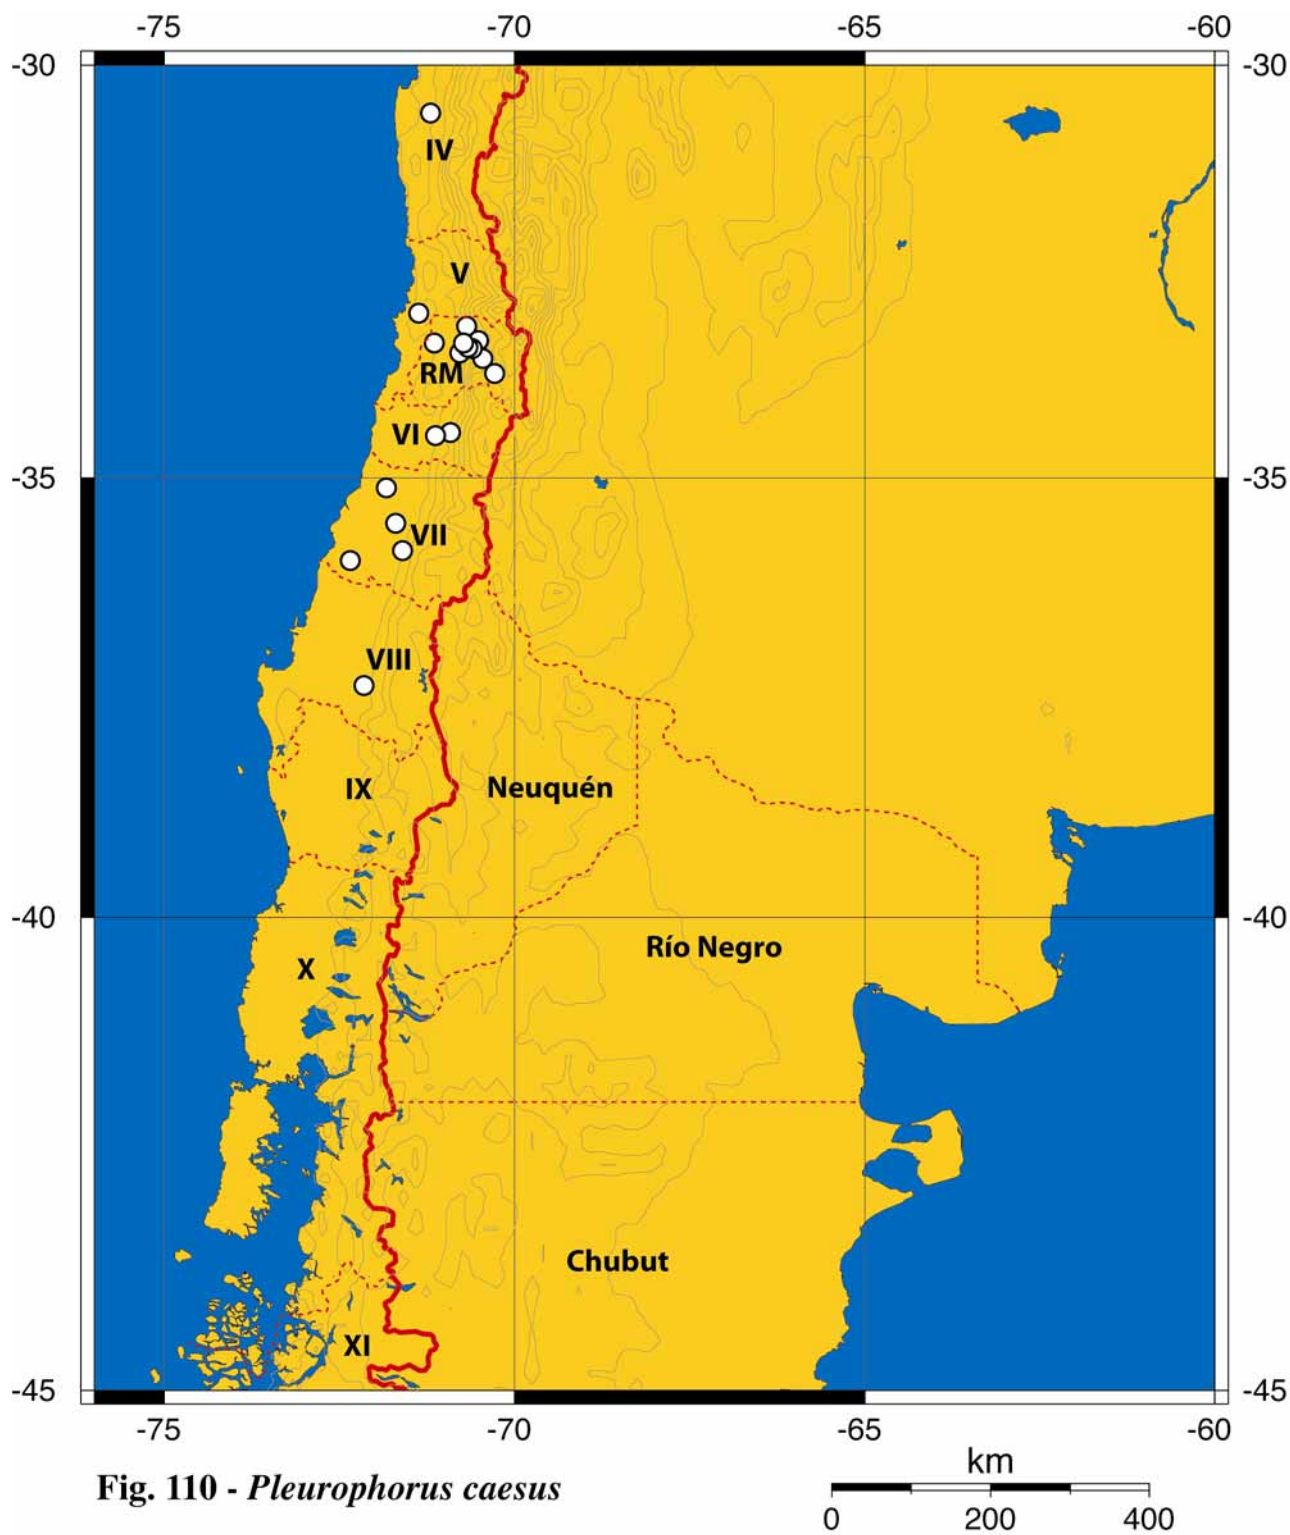 -75 -70 -65 -60
-30 -30
IV
V
RM
VI
-35 -35
VII
VIII
IX Neuquén
-40 -40
Río Negro
X
Chubut
XI
-45 -45
-75 -70 -65 -60
km
Fig. 110 - Pleurophorus caesus
0 200 400